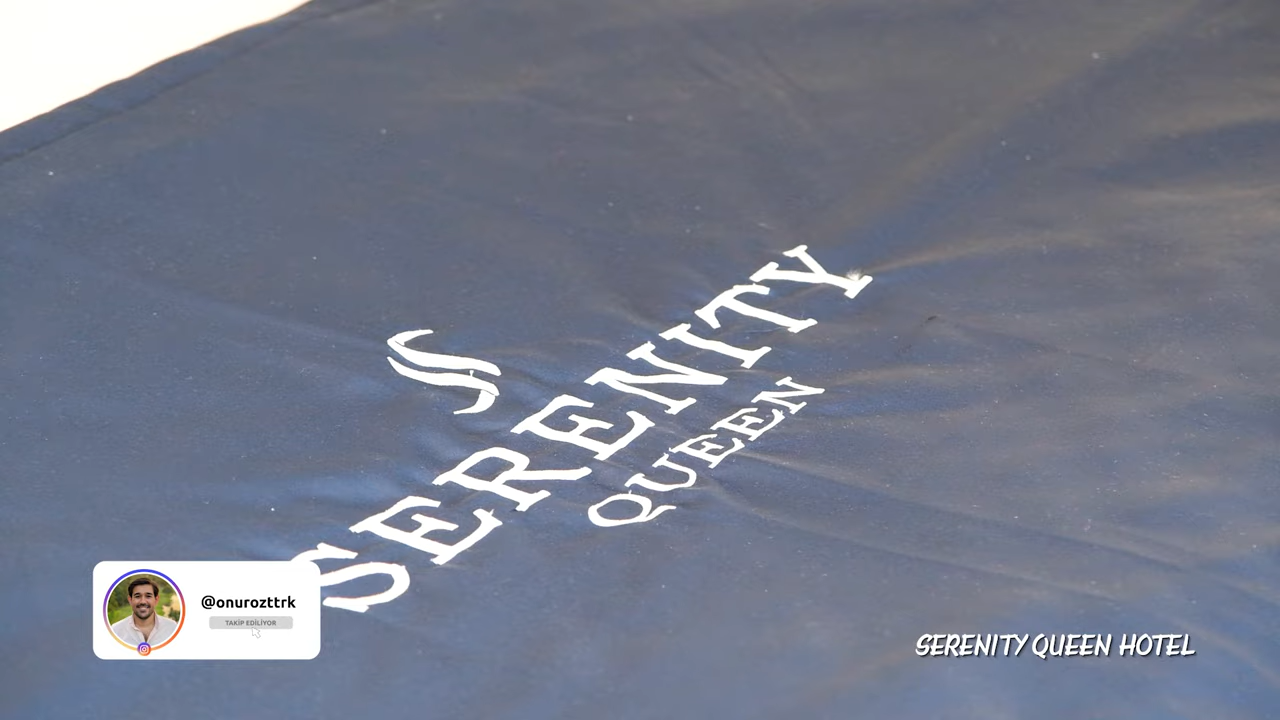 SERENITY
QUEEN
@onurozttrk
TAKİP EDİLİYOR
SERENITY QUEEN HOTEL